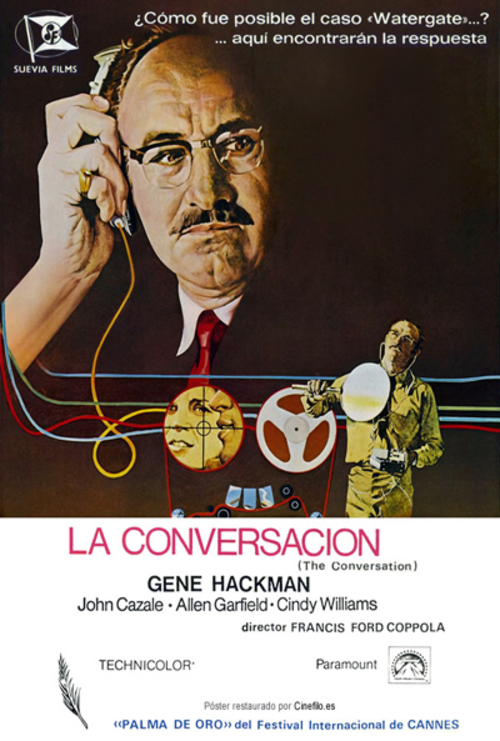 ¿Cómo fue posible el caso «Watergate»...?
... aquí encontrarán la respuesta
SUEVIA FILMS
LA CONVERSACION
(The Conversation)
GENE HACKMAN
John Cazale • Allen Garfield • Cindy Williams
director FRANCIS FORD COPPOLA
TECHNICOLOR
Paramount
Póster restaurado por Cinefilo.es
«PALMA DE ORO» del Festival Internacional de CANNES